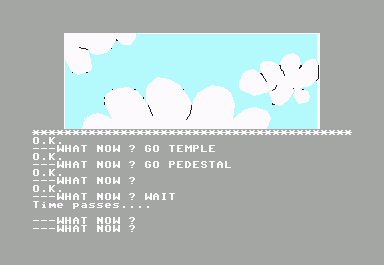 ****************************************
O.K.
---WHAT NOW ? GO TEMPLE
O.K.
---WHAT NOW ? GO PEDESTAL
O.K.
---WHAT NOW ?
O.K.
---WHAT NOW ? WAIT
Time passes....
---WHAT NOW ?
---WHAT NOW ?